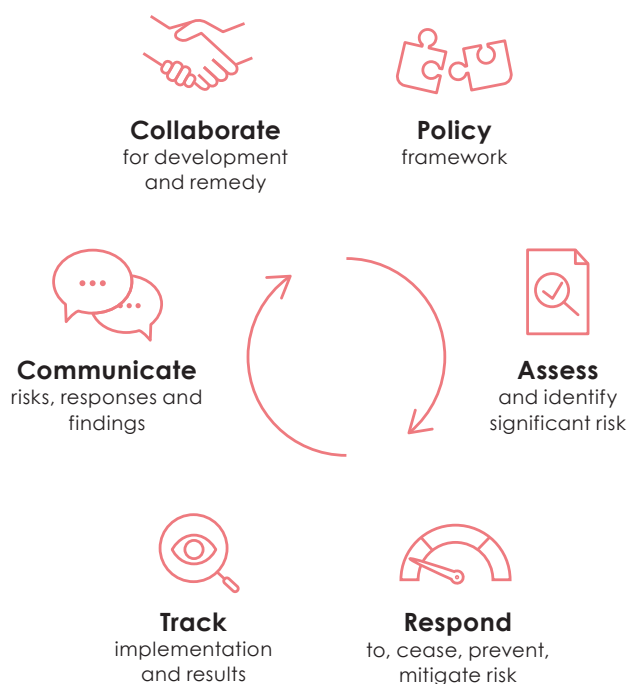 Collaborate
for development
and remedy
Policy
framework
Communicate
risks, responses and
findings
Assess
and identify
significant risk
Track
implementation
and results
Respond
to, cease, prevent,
mitigate risk